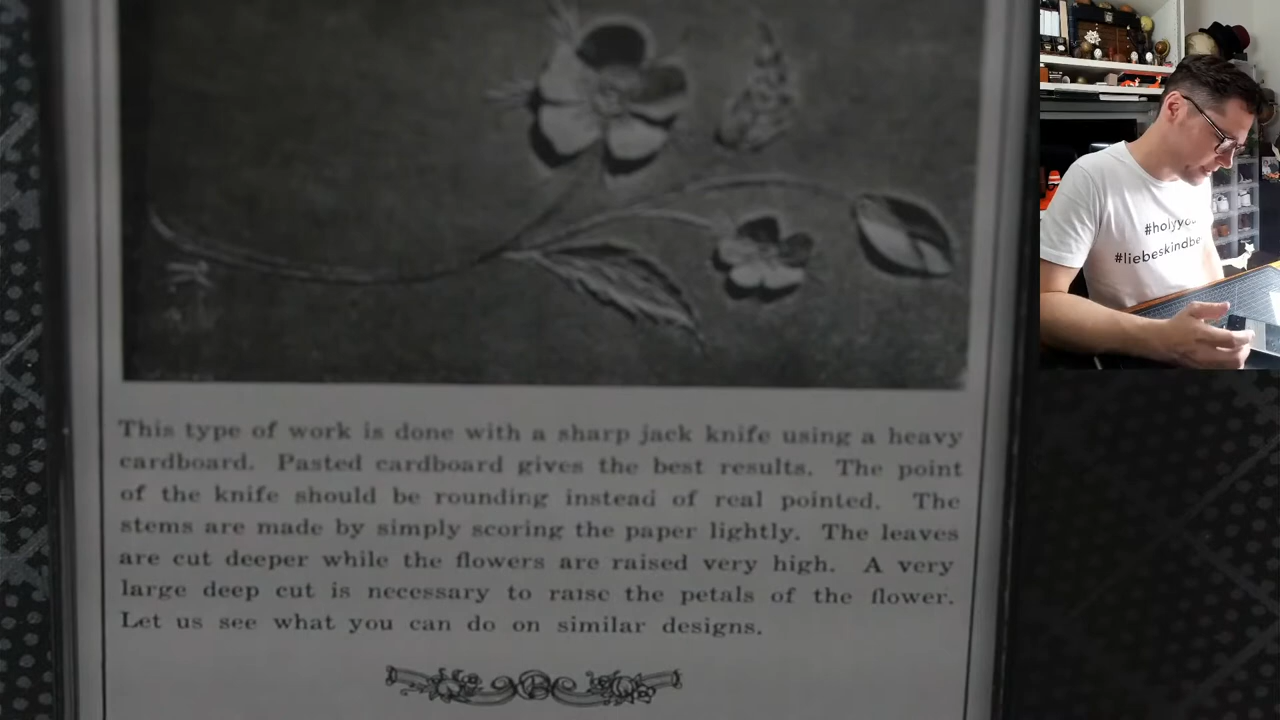 This type of work is done with a sharp jack knife using a heavy
cardboard. Pasted cardboard gives the best results. The point
of the knife should be rounding instead of real pointed. The
stems are made by simply scoring the paper lightly. The leaves
are cut deeper while the flowers are raised very high. A very
large deep cut is necessary to raise the petals of the flower.
Let us see what you can do on similar designs.
#holyyou
#liebeskindbe